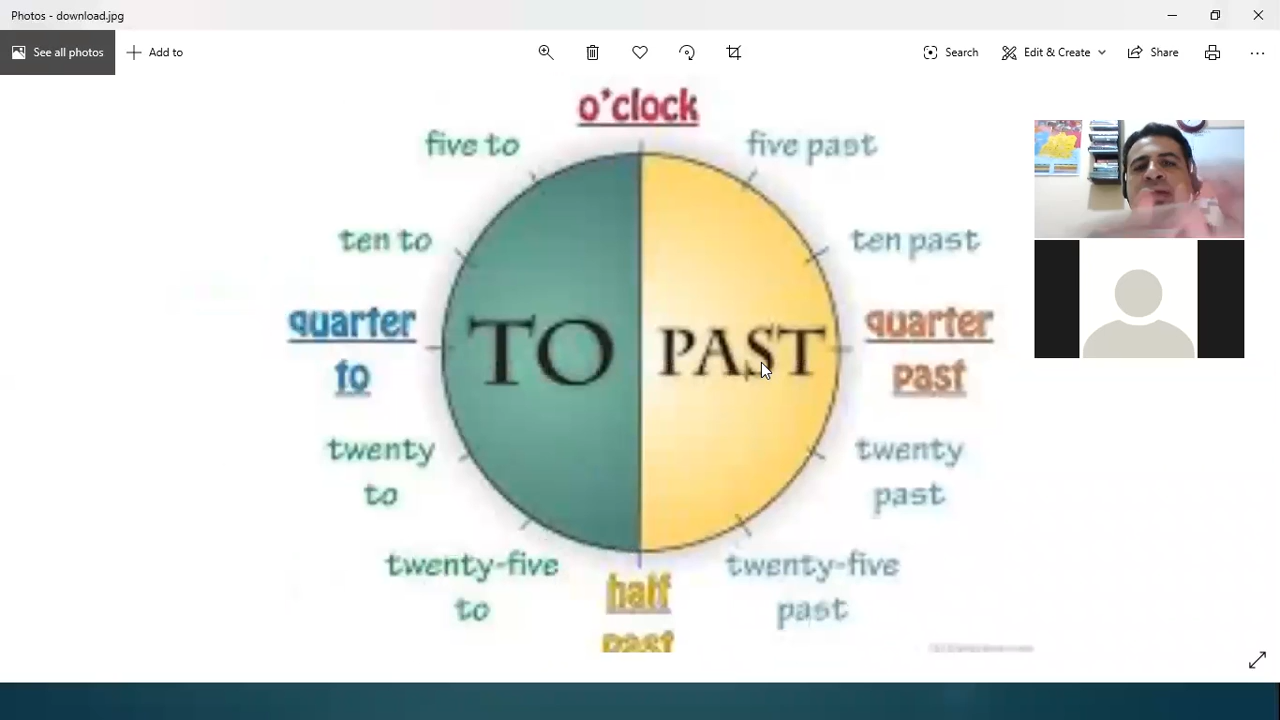 Photos - download.jpg
See all photos
Add to
Search
Edit & Create
Share
o'clock
five to
five past
ten to
ten past
quarter
to
TO
PAST
quarter
past
twenty
to
twenty
past
twenty-five
to
half
past
twenty-five
past